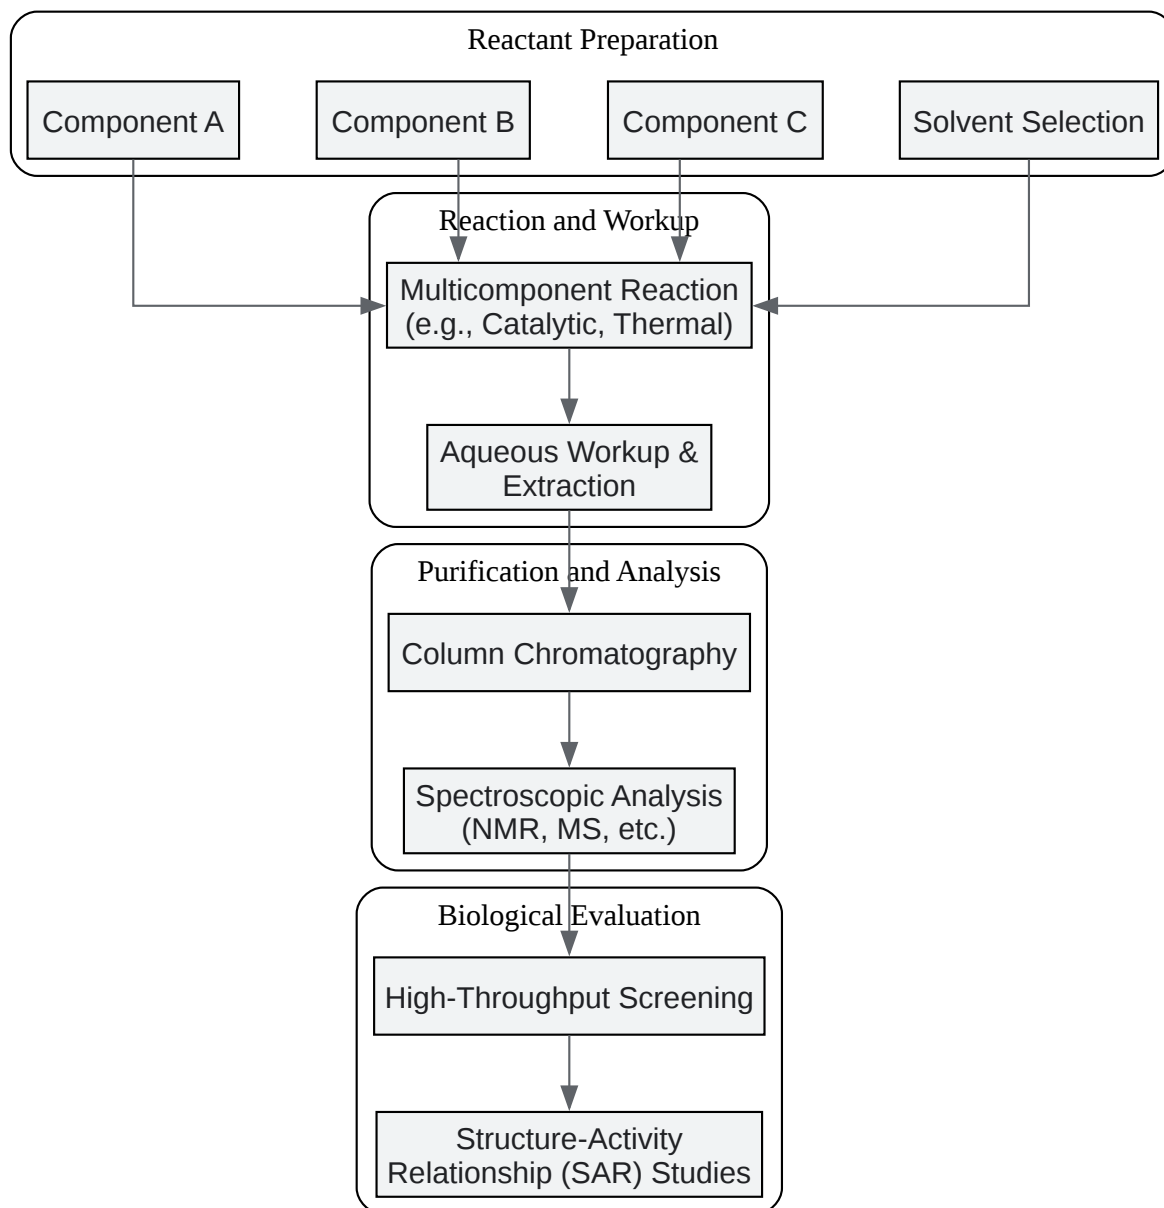 Reactant Preparation
Component A
Component B
Component C
Solvent Selection
Reaction and Workup
Multicomponent Reaction
(e.g., Catalytic, Thermal)
Aqueous Workup &
Extraction
Purification and Analysis
Column Chromatography
Spectroscopic Analysis
(NMR, MS, etc.)
Biological Evaluation
High-Throughput Screening
Structure-Activity
Relationship (SAR) Studies